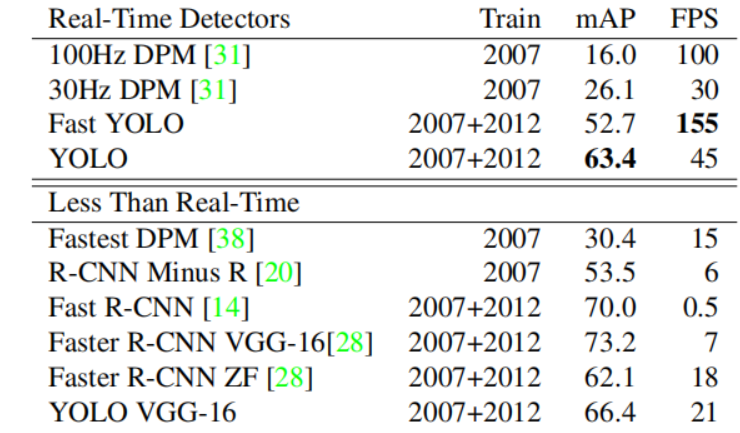 Real-Time Detectors Train mAP FPS
100Hz DPM [31] 2007 16.0 100
30Hz DPM [31] 2007 26.1 30
Fast YOLO 2007+2012 52.7 155
YOLO 2007+2012 63.4 45
Less Than Real-Time
Fastest DPM [38] 2007 30.4 15
R-CNN Minus R [20] 2007 53.5 6
Fast R-CNN [14] 2007+2012 70.0 0.5
Faster R-CNN VGG-16[28] 2007+2012 73.2 7
Faster R-CNN ZF [28] 2007+2012 62.1 18
YOLO VGG-16 2007+2012 66.4 21